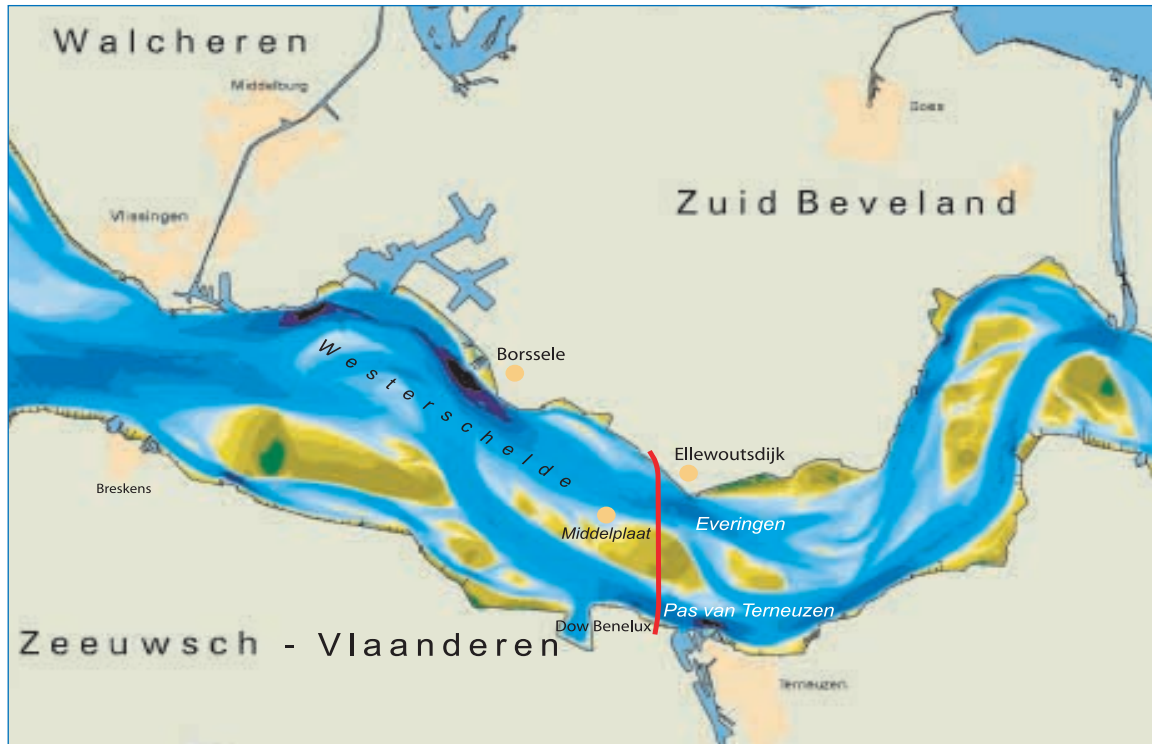 Walcheren
Middelburg
Goes
Zuid Beveland
Vlissingen
Borssele
Westerschelde
Ellewoutsdijk
Breskens
Middelplaat
Everingen
Pas van Terneuzen
Dow Benelux
Zeeuwsch - Vlaanderen
Terneuzen